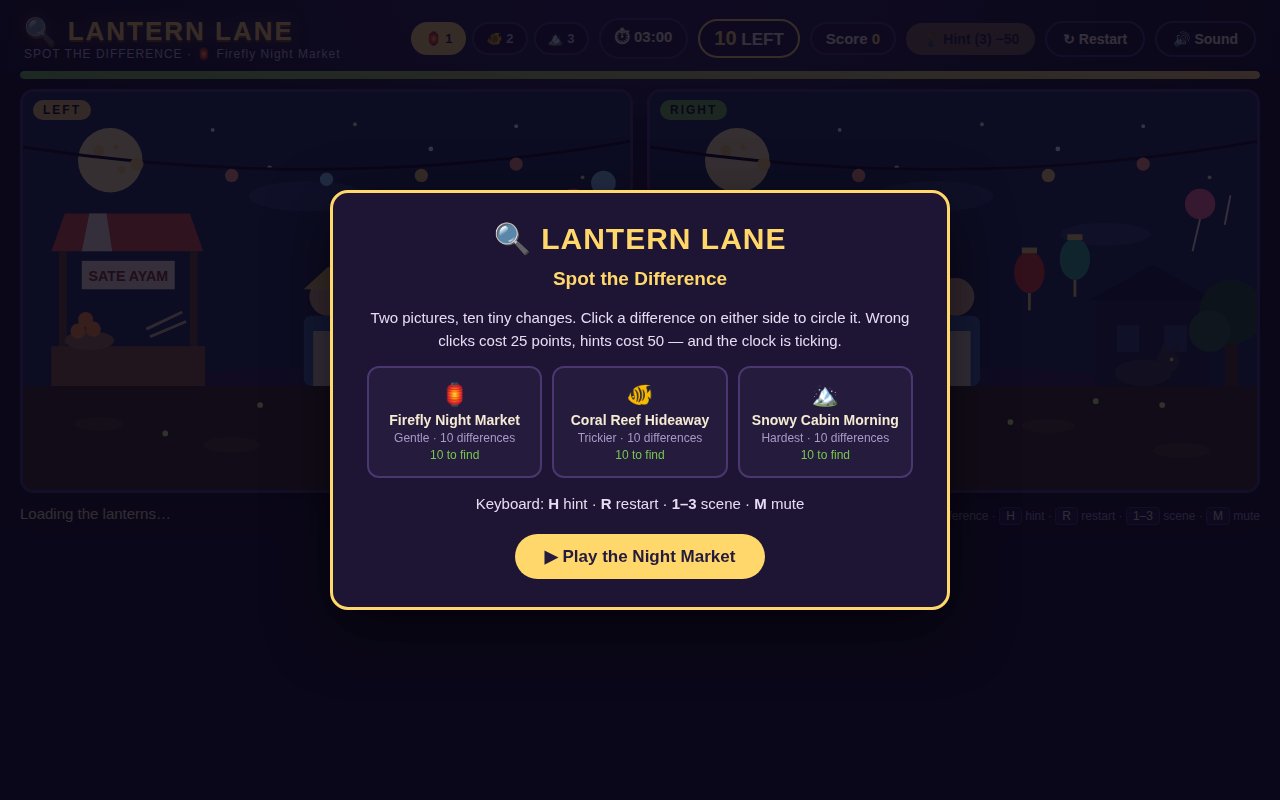 LANTERN LANE
SPOT THE DIFFERENCE · Firefly Night Market
1
2
3
03:00
10 LEFT
Score 0
Hint (3) −50
↻ Restart
Sound
LEFT
RIGHT
SATE AYAM
LANTERN LANE
Spot the Difference
Two pictures, ten tiny changes. Click a difference on either side to circle it. Wrong
clicks cost 25 points, hints cost 50 — and the clock is ticking.
Firefly Night Market
Gentle · 10 differences
10 to find
Coral Reef Hideaway
Trickier · 10 differences
10 to find
Snowy Cabin Morning
Hardest · 10 differences
10 to find
Keyboard: H hint · R restart · 1–3 scene · M mute
▶ Play the Night Market
Loading the lanterns…
H hint · R restart · 1–3 scene · M mute